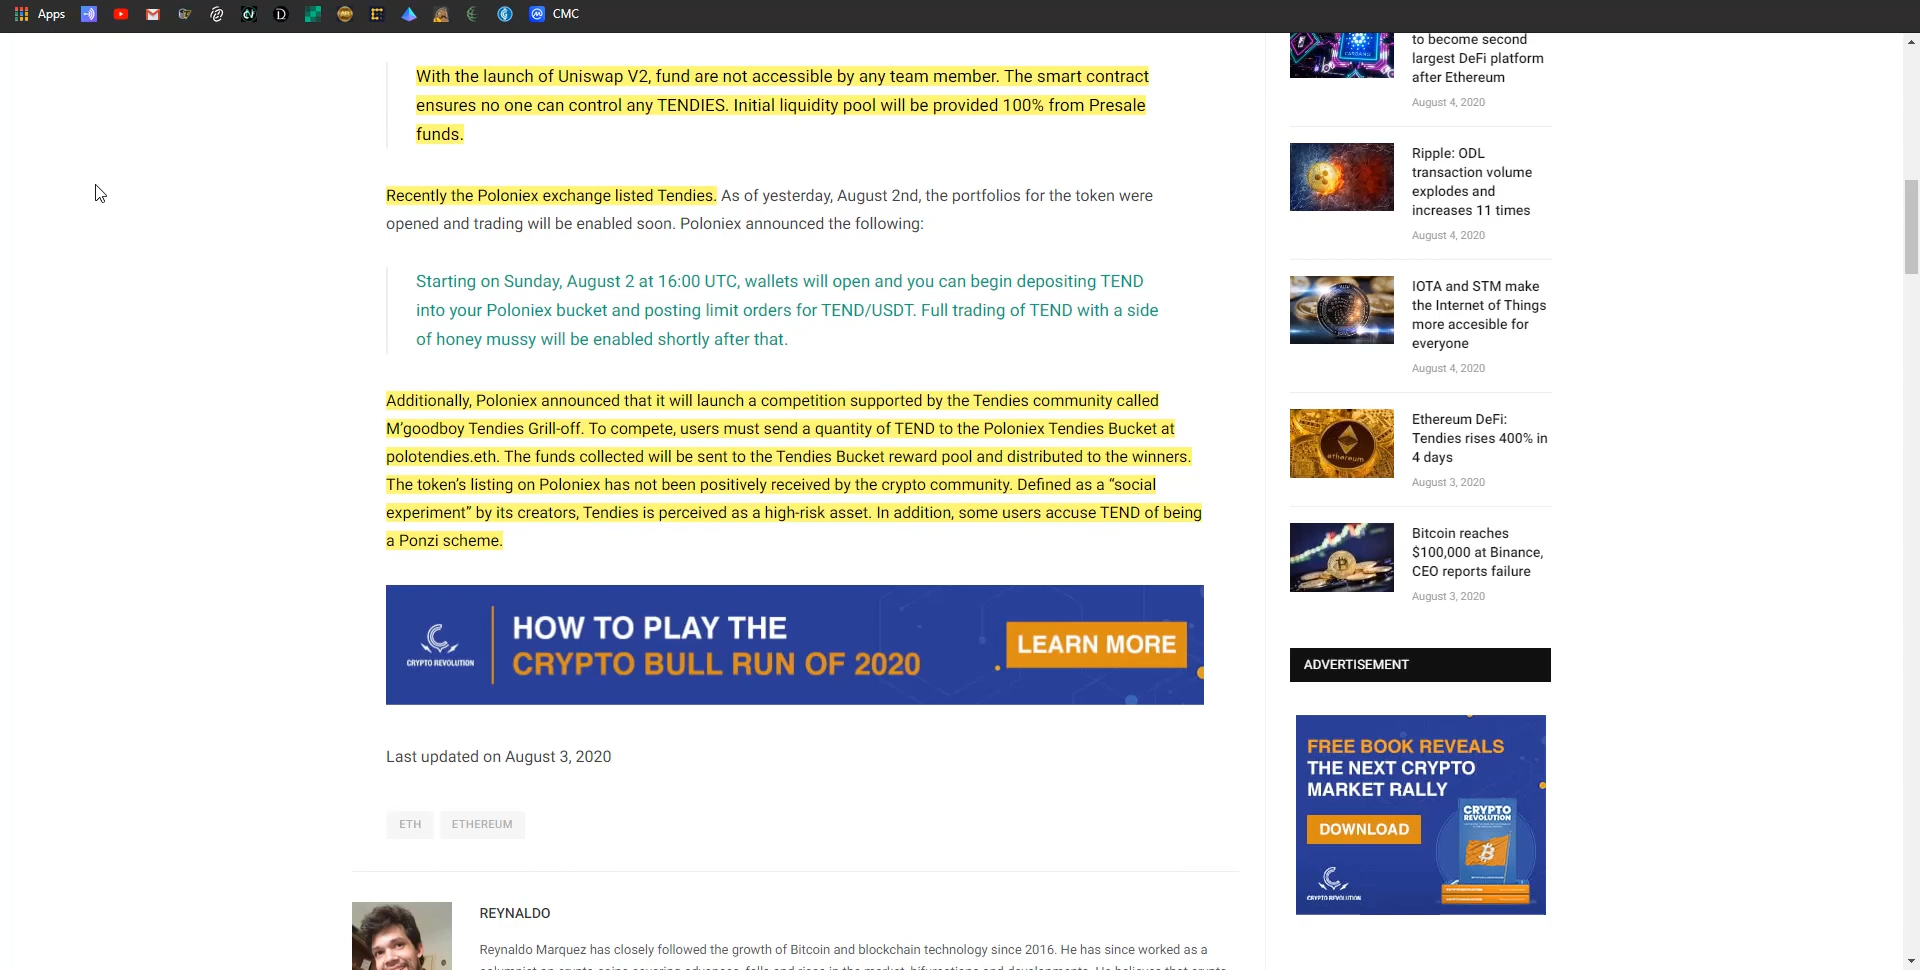 Apps
CMC
With the launch of Uniswap V2, fund are not accessible by any team member. The smart contract
ensures no one can control any TENDIES. Initial liquidity pool will be provided 100% from Presale
funds.
Recently the Poloniex exchange listed Tendies. As of yesterday, August 2nd, the portfolios for the token were
opened and trading will be enabled soon. Poloniex announced the following:
Starting on Sunday, August 2 at 16:00 UTC, wallets will open and you can begin depositing TEND
into your Poloniex bucket and posting limit orders for TEND/USDT. Full trading of TEND with a side
of honey mussy will be enabled shortly after that.
Additionally, Poloniex announced that it will launch a competition supported by the Tendies community called
M’goodboy Tendies Grill-off. To compete, users must send a quantity of TEND to the Poloniex Tendies Bucket at
polotendies.eth. The funds collected will be sent to the Tendies Bucket reward pool and distributed to the winners.
The token’s listing on Poloniex has not been positively received by the crypto community. Defined as a “social
experiment” by its creators, Tendies is perceived as a high-risk asset. In addition, some users accuse TEND of being
a Ponzi scheme.
CRYPTO REVOLUTION
HOW TO PLAY THE
CRYPTO BULL RUN OF 2020
LEARN MORE
Last updated on August 3, 2020
ETH
ETHEREUM
REYNALDO
Reynaldo Marquez has closely followed the growth of Bitcoin and blockchain technology since 2016. He has since worked as a
to become second
largest DeFi platform
after Ethereum
August 4, 2020
Ripple: ODL
transaction volume
explodes and
increases 11 times
August 4, 2020
IOTA and STM make
the Internet of Things
more accesible for
everyone
August 4, 2020
ethereum
Ethereum DeFi:
Tendies rises 400% in
4 days
August 3, 2020
Bitcoin reaches
$100,000 at Binance,
CEO reports failure
August 3, 2020
ADVERTISEMENT
FREE BOOK REVEALS
THE NEXT CRYPTO
MARKET RALLY
DOWNLOAD
CRYPTO
REVOLUTION
CRYPTO REVOLUTION